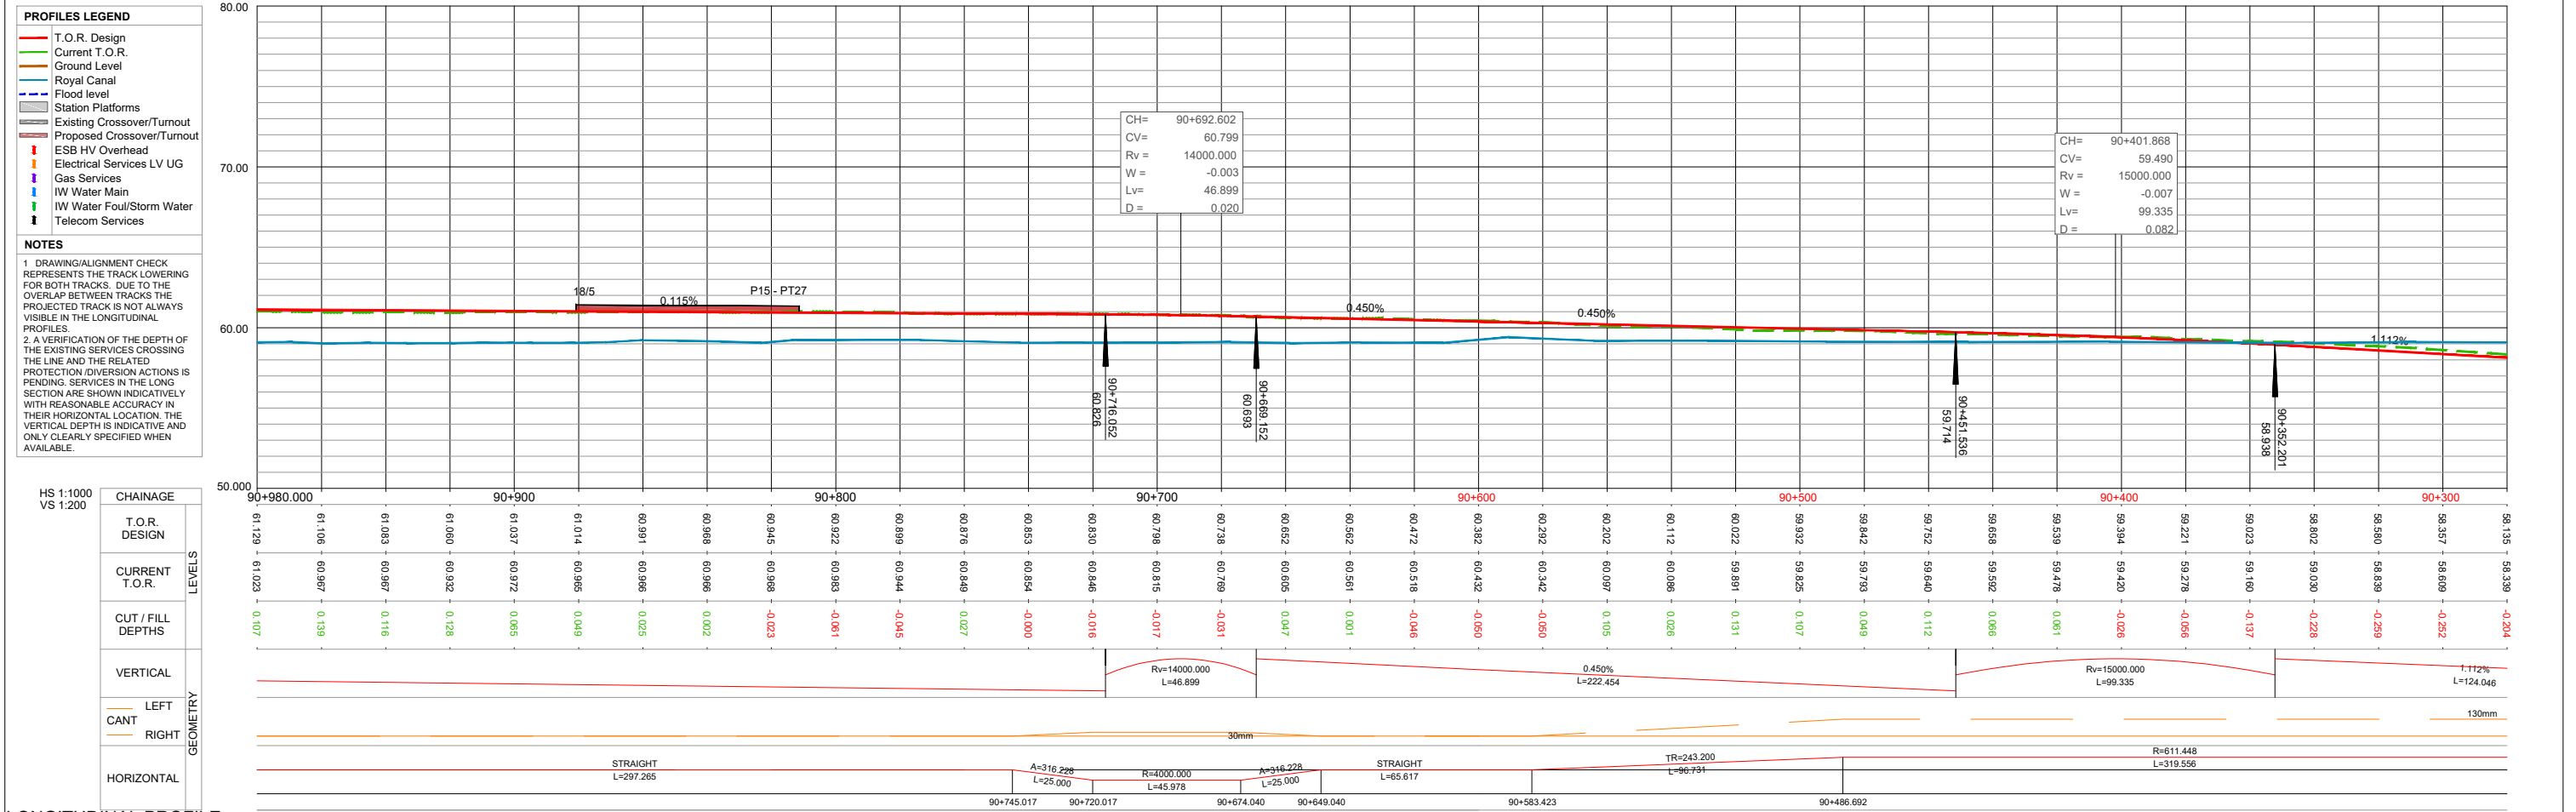 PROFILES LEGEND
T.O.R. Design
Current T.O.R.
Ground Level
Royal Canal
Flood level
Station Platforms
Existing Crossover/Turnout
Proposed Crossover/Turnout
ESB HV Overhead
Electrical Services LV UG
Gas Services
IW Water Main
IW Water Foul/Storm Water
Telecom Services
NOTES
1 DRAWING/ALIGNMENT CHECK
REPRESENTS THE TRACK LOWERING
FOR BOTH TRACKS. DUE TO THE
OVERLAP BETWEEN TRACKS THE
PROJECTED TRACK IS NOT ALWAYS
VISIBLE IN THE LONGITUDINAL
PROFILES.
2. A VERIFICATION OF THE DEPTH OF
THE EXISTING SERVICES CROSSING
THE LINE AND THE RELATED
PROTECTION /DIVERSION ACTIONS IS
PENDING. SERVICES IN THE LONG
SECTION ARE SHOWN INDICATIVELY
WITH REASONABLE ACCURACY IN
THEIR HORIZONTAL LOCATION. THE
VERTICAL DEPTH IS INDICATIVE AND
ONLY CLEARLY SPECIFIED WHEN
AVAILABLE.
80.00
70.00
60.00
50.000
CH= 90+692.602
CV= 60.799
Rv = 14000.000
W = -0.003
Lv= 46.899
D = 0.020
CH= 90+401.868
CV= 59.490
Rv = 15000.000
W = -0.007
Lv= 99.335
D = 0.082
18/5
0.115%
P15 - PT27
0.450%
0.450%
1.112%
90+716.052
60.826
90+669.152
60.693
90+451.536
59.714
90+352.201
58.938
HS 1:1000
VS 1:200
CHAINAGE
90+980.000 90+900 90+800 90+700 90+600 90+500 90+400 90+300
LEVELS
T.O.R.
DESIGN
61.129 61.106 61.083 61.060 61.037 61.014 60.991 60.968 60.945 60.922 60.899 60.876 60.853 60.830 60.798 60.738 60.652 60.562 60.472 60.382 60.292 60.202 60.112 60.022 59.932 59.842 59.752 59.658 59.539 59.394 59.221 59.023 58.802 58.580 58.357 58.135
CURRENT
T.O.R.
61.023 60.967 60.967 60.932 60.972 60.965 60.966 60.966 60.968 60.983 60.944 60.849 60.854 60.846 60.815 60.769 60.605 60.561 60.518 60.432 60.342 60.097 60.086 59.891 59.825 59.793 59.640 59.592 59.478 59.420 59.278 59.160 59.030 58.839 58.609 58.339
CUT / FILL
DEPTHS
0.107 0.139 0.116 0.128 0.065 0.049 0.025 0.002 -0.023 -0.061 -0.045 0.027 -0.000 -0.016 -0.017 -0.031 0.047 0.001 -0.046 -0.050 -0.050 0.105 0.026 0.131 0.107 0.049 0.112 0.066 0.061 -0.026 -0.056 -0.137 -0.228 -0.259 -0.252 -0.204
GEOMETRY
VERTICAL
Rv=14000.000
L=46.899
0.450%
L=222.454
Rv=15000.000
L=99.335
1.112%
L=124.046
LEFT
CANT
RIGHT
30mm
130mm
HORIZONTAL
STRAIGHT
L=297.265
A=316.228
L=25.000
R=4000.000
L=45.978
A=316.228
L=25.000
STRAIGHT
L=65.617
TR=243.200
L=96.731
R=611.448
L=319.556
90+745.017 90+720.017 90+674.040 90+649.040 90+583.423 90+486.692